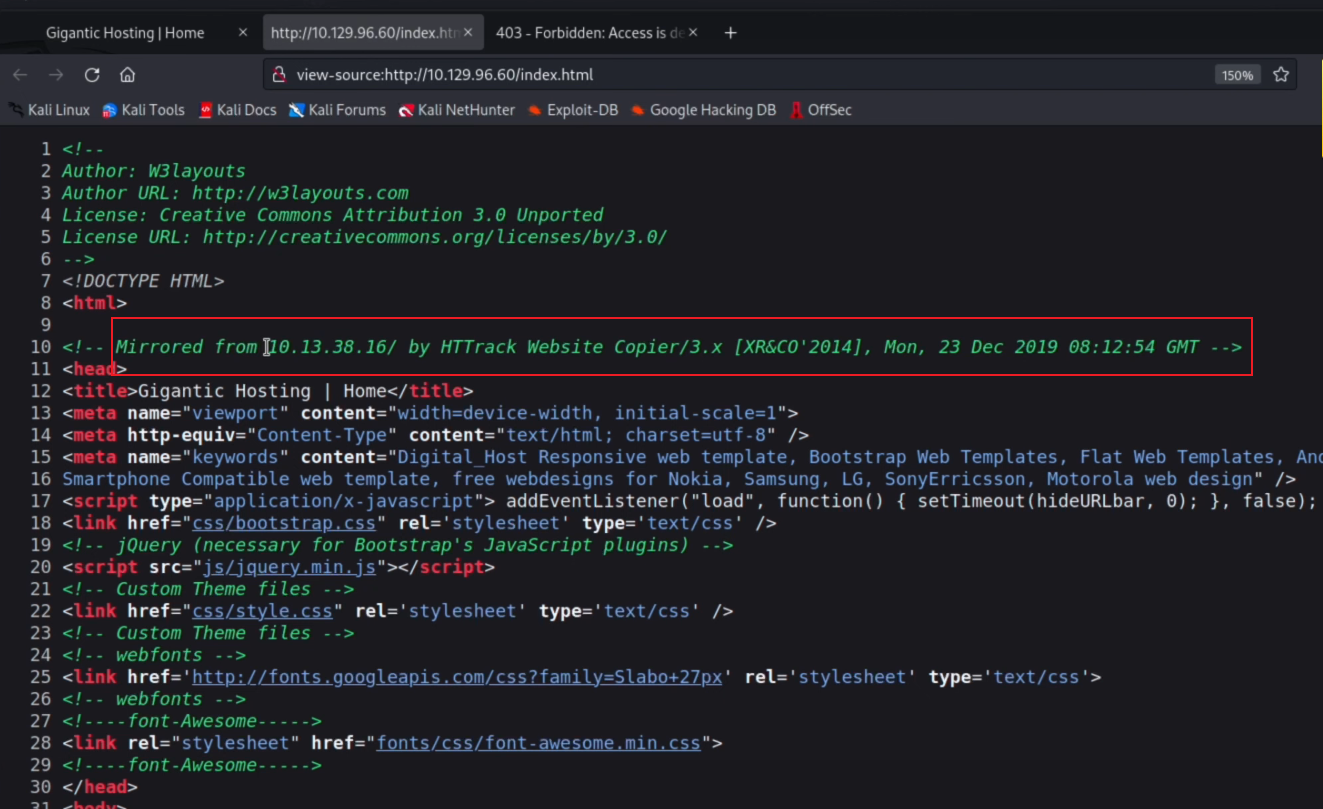 Gigantic Hosting | Home
http://10.129.96.60/index.htm
403 - Forbidden: Access is de
view-source:http://10.129.96.60/index.html
150%
Kali Linux Kali Tools Kali Docs Kali Forums Kali NetHunter Exploit-DB Google Hacking DB OffSec
1 <!--
2 Author: W3layouts
3 Author URL: http://w3layouts.com
4 License: Creative Commons Attribution 3.0 Unported
5 License URL: http://creativecommons.org/licenses/by/3.0/
6 -->
7 <!DOCTYPE HTML>
8 <html>
9
10 <!-- Mirrored from 10.13.38.16/ by HTTrack Website Copier/3.x [XR&CO'2014], Mon, 23 Dec 2019 08:12:54 GMT -->
11 <head>
12 <title>Gigantic Hosting | Home</title>
13 <meta name="viewport" content="width=device-width, initial-scale=1">
14 <meta http-equiv="Content-Type" content="text/html; charset=utf-8" />
15 <meta name="keywords" content="Digital_Host Responsive web template, Bootstrap Web Templates, Flat Web Templates, And
16 Smartphone Compatible web template, free webdesigns for Nokia, Samsung, LG, SonyErricsson, Motorola web design" />
17 <script type="application/x-javascript"> addEventListener("load", function() { setTimeout(hideURLbar, 0); }, false);
18 <link href="css/bootstrap.css" rel='stylesheet' type='text/css' />
19 <!-- jQuery (necessary for Bootstrap's JavaScript plugins) -->
20 <script src="js/jquery.min.js"></script>
21 <!-- Custom Theme files -->
22 <link href="css/style.css" rel='stylesheet' type='text/css' />
23 <!-- Custom Theme files -->
24 <!-- webfonts -->
25 <link href='http://fonts.googleapis.com/css?family=Slabo+27px' rel='stylesheet' type='text/css'>
26 <!-- webfonts -->
27 <!----font-Awesome----->
28 <link rel="stylesheet" href="fonts/css/font-awesome.min.css">
29 <!----font-Awesome----->
30 </head>
31 <body>